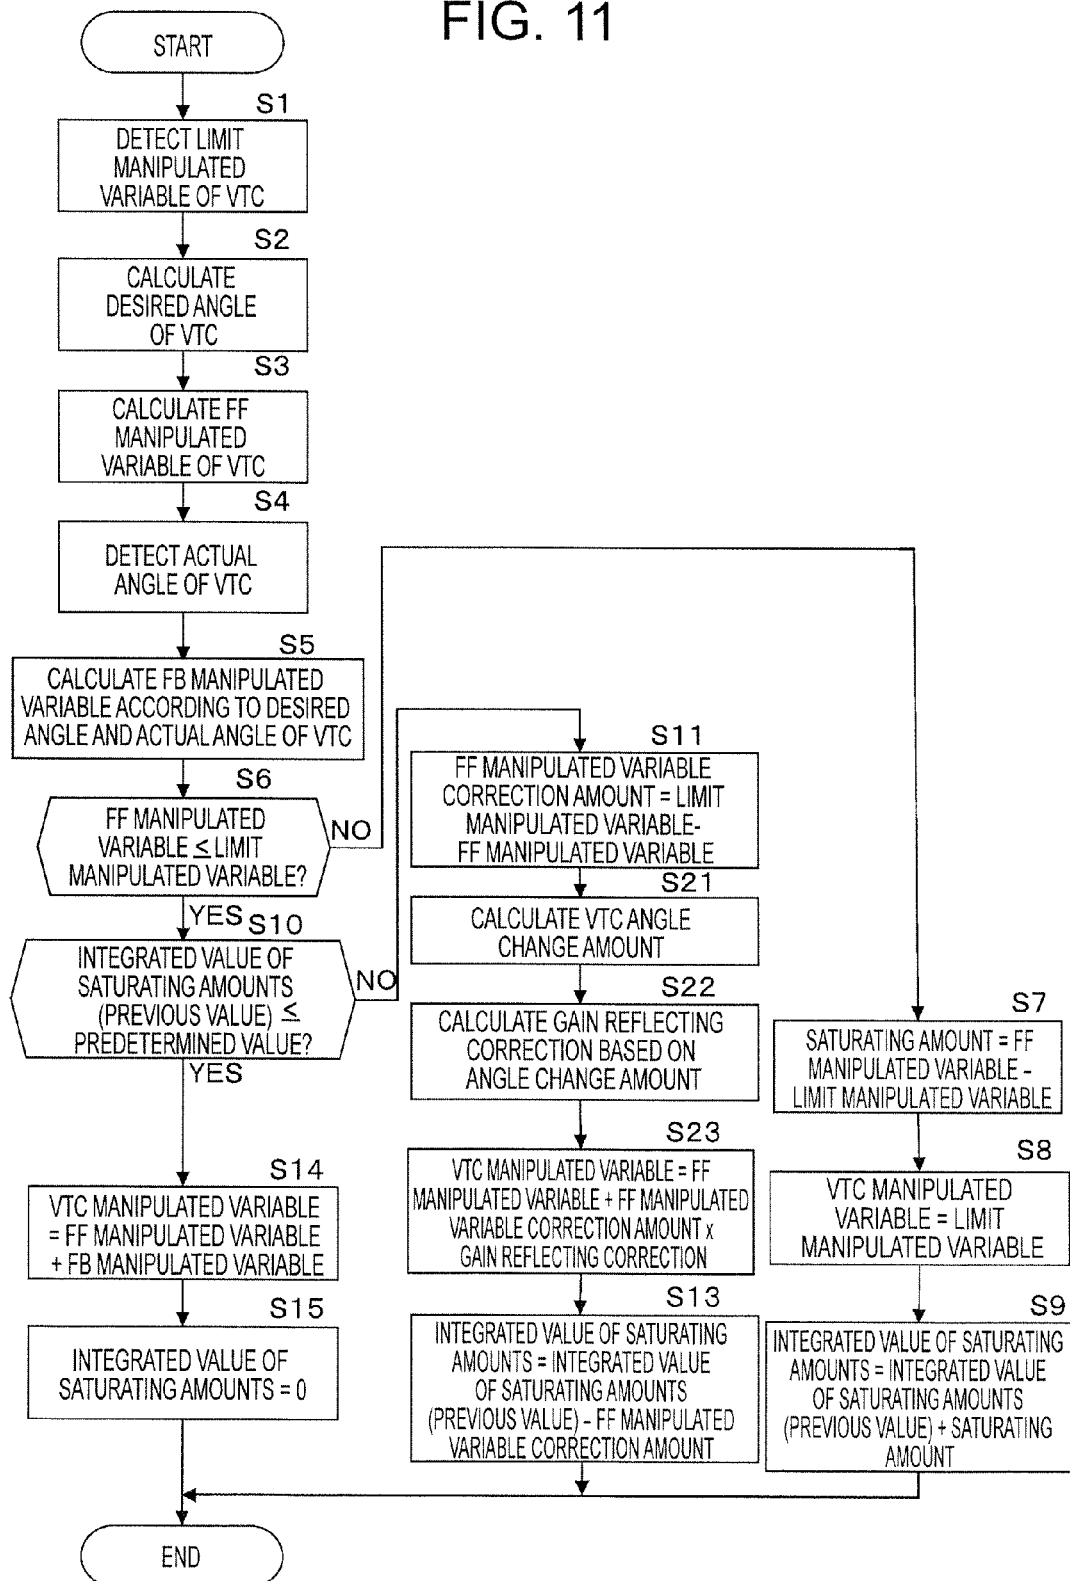 FIG. 11
START
S1
DETECT LIMIT
MANIPULATED
VARIABLE OF VTC
S2
CALCULATE
DESIRED ANGLE
OF VTC
S3
CALCULATE FF
MANIPULATED
VARIABLE OF VTC
S4
DETECT ACTUAL
ANGLE OF VTC
S5
CALCULATE FB MANIPULATED
VARIABLE ACCORDING TO DESIRED
ANGLE AND ACTUAL ANGLE OF VTC
S6
FF MANIPULATED
VARIABLE ≤ LIMIT
MANIPULATED VARIABLE?
NO
YES
S10
INTEGRATED VALUE OF
SATURATING AMOUNTS
(PREVIOUS VALUE) ≤
PREDETERMINED VALUE?
NO
YES
S14
VTC MANIPULATED VARIABLE
= FF MANIPULATED VARIABLE
+ FB MANIPULATED VARIABLE
S15
INTEGRATED VALUE OF
SATURATING AMOUNTS = 0
S11
FF MANIPULATED VARIABLE
CORRECTION AMOUNT = LIMIT
MANIPULATED VARIABLE-
FF MANIPULATED VARIABLE
S21
CALCULATE VTC ANGLE
CHANGE AMOUNT
S22
CALCULATE GAIN REFLECTING
CORRECTION BASED ON
ANGLE CHANGE AMOUNT
S23
VTC MANIPULATED VARIABLE = FF
MANIPULATED VARIABLE + FF MANIPULATED
VARIABLE CORRECTION AMOUNT x
GAIN REFLECTING CORRECTION
S13
INTEGRATED VALUE OF SATURATING
AMOUNTS = INTEGRATED VALUE
OF SATURATING AMOUNTS
(PREVIOUS VALUE) - FF MANIPULATED
VARIABLE CORRECTION AMOUNT
S7
SATURATING AMOUNT = FF
MANIPULATED VARIABLE -
LIMIT MANIPULATED VARIABLE
S8
VTC MANIPULATED
VARIABLE = LIMIT
MANIPULATED VARIABLE
S9
INTEGRATED VALUE OF SATURATING
AMOUNTS = INTEGRATED VALUE
OF SATURATING AMOUNTS
(PREVIOUS VALUE) + SATURATING
AMOUNT
END